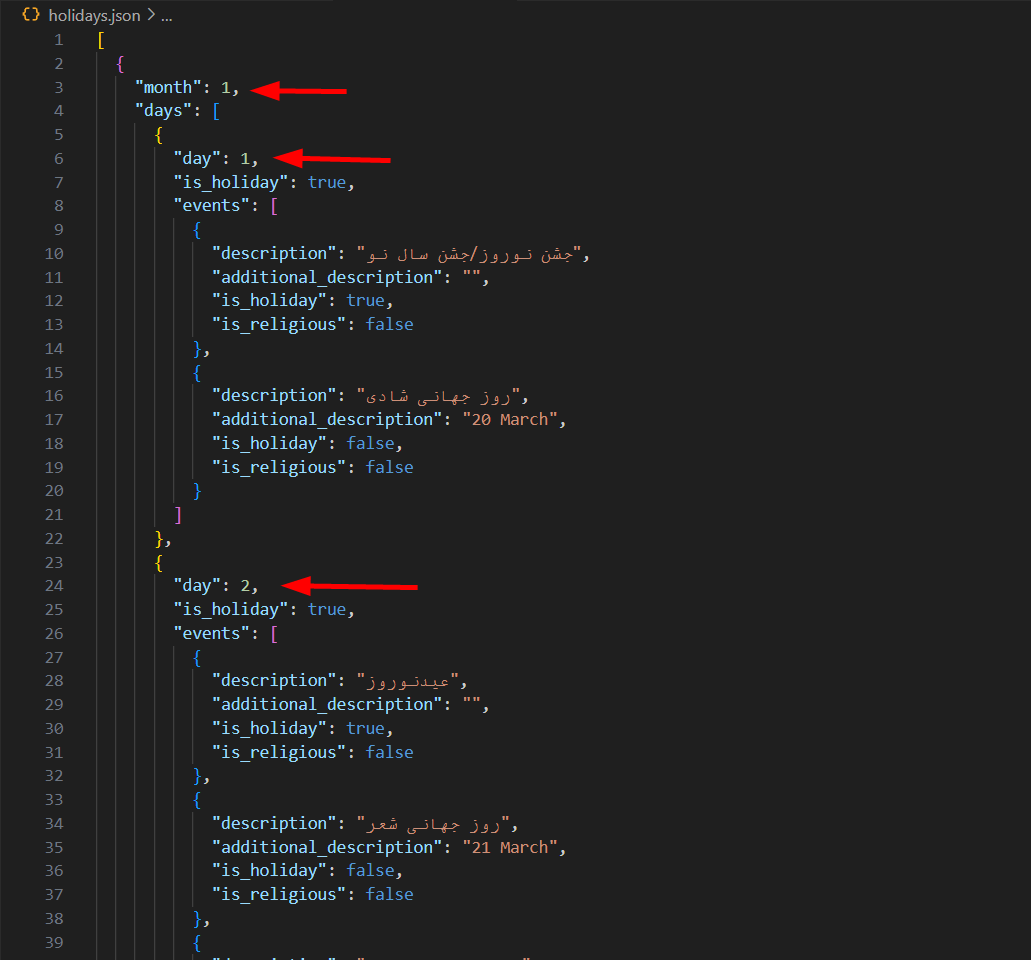 {} holidays.json > ...
1 [
2 {
3 "month": 1,
4 "days": [
5 {
6 "day": 1,
7 "is_holiday": true,
8 "events": [
9 {
10 "description": "جشن نوروز/جشن سال نو",
11 "additional_description": "",
12 "is_holiday": true,
13 "is_religious": false
14 },
15 {
16 "description": "روز جهانی شادی",
17 "additional_description": "20 March",
18 "is_holiday": false,
19 "is_religious": false
20 }
21 ]
22 },
23 {
24 "day": 2,
25 "is_holiday": true,
26 "events": [
27 {
28 "description": "عیدنوروز",
29 "additional_description": "",
30 "is_holiday": true,
31 "is_religious": false
32 },
33 {
34 "description": "روز جهانی شعر",
35 "additional_description": "21 March",
36 "is_holiday": false,
37 "is_religious": false
38 },
39 {